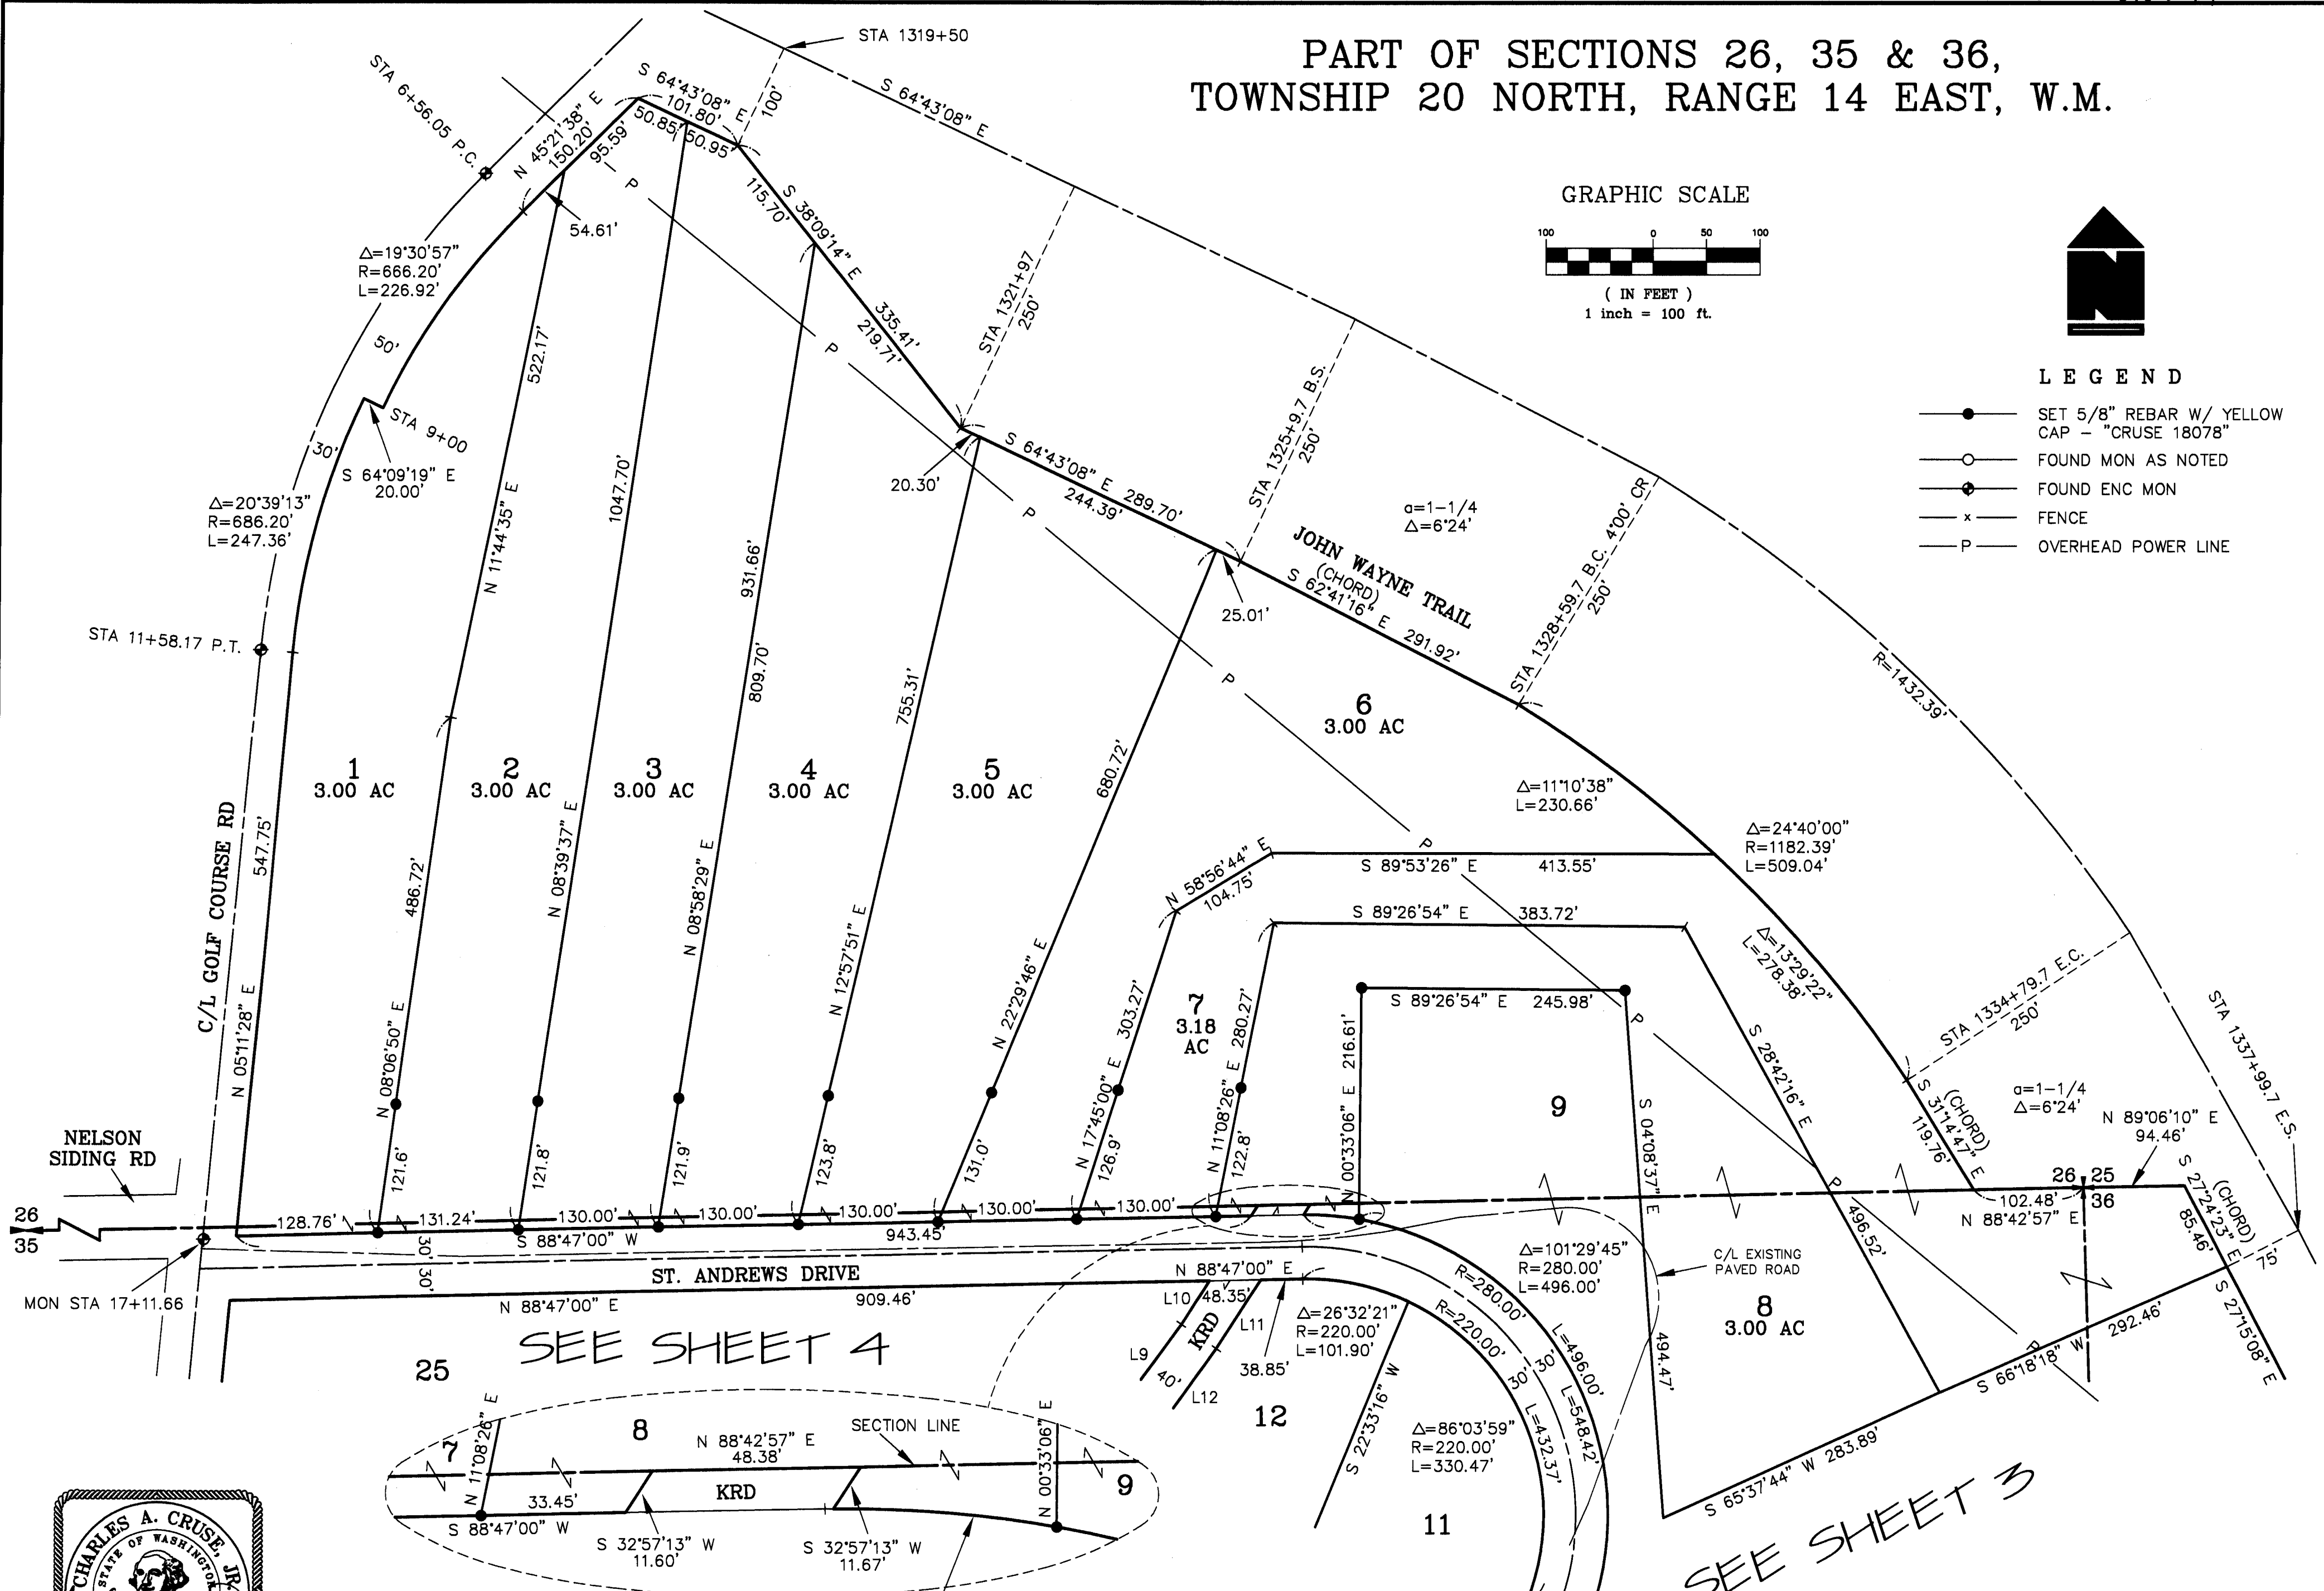 PART OF SECTIONS 26, 35 & 36,
TOWNSHIP 20 NORTH, RANGE 14 EAST, W.M.
GRAPHIC SCALE
100 0 50 100
( IN FEET )
1 inch = 100 ft.
N
LEGEND
SET 5/8" REBAR W/ YELLOW
CAP - "CRUSE 18078"
FOUND MON AS NOTED
FOUND ENC MON
x FENCE
P OVERHEAD POWER LINE
STA 1319+50
S 64°43'08" E
100'
STA 6+56.05 P.C.
S 64°43'08" E
101.80'
50.85'
50.95'
N 45°21'38" E
150.20'
95.59'
54.61'
P
S 38°09'14" E
115.70'
335.41'
219.71'
Δ=19°30'57"
R=666.20'
L=226.92'
50'
STA 9+00
30'
S 64°09'19" E
20.00'
Δ=20°39'13"
R=686.20'
L=247.36'
STA 11+58.17 P.T.
522.17'
N 11°44'35" E
1047.70'
931.66'
809.70'
755.31'
680.72'
STA 1321+97
250'
P
20.30'
S 64°43'08" E 289.70'
244.39'
P
STA 1325+9.7 B.S.
250'
25.01'
a=1-1/4
Δ=6°24'
JOHN WAYNE TRAIL
(CHORD)
S 62°41'16" E 291.92'
STA 1328+59.7 B.C. 4°00' CR
250'
R=1432.39'
P
1
3.00 AC
2
3.00 AC
3
3.00 AC
4
3.00 AC
5
3.00 AC
6
3.00 AC
Δ=11°10'38"
L=230.66'
Δ=24°40'00"
R=1182.39'
L=509.04'
P
C/L GOLF COURSE RD
547.75'
N 05°11'28" E
486.72'
N 08°06'50" E
N 08°39'37" E
N 08°58'29" E
N 12°57'51" E
N 22°29'46" E
N 58°56'44" E
104.75'
S 89°53'26" E 413.55'
S 89°26'54" E 383.72'
Δ=13°29'22"
L=278.38'
N 17°45'00" E 303.27'
7
3.18
AC
N 11°08'26" E 280.27'
S 89°26'54" E 245.98'
N 00°33'06" E 216.61'
P
9
S 04°08'37" E
494.47'
S 28°42'16" E
496.52'
STA 1334+79.7 E.C.
250'
(CHORD)
S 31°14'47" E
119.76'
a=1-1/4
Δ=6°24'
STA 1337+99.7 E.S.
N 89°06'10" E
94.46'
26 25
36
102.48'
N 88°42'57" E
(CHORD)
S 27°24'23" E
85.46'
75'
S 27°15'08" E
P
NELSON
SIDING RD
26
35
MON STA 17+11.66
121.6'
121.8'
121.9'
123.8'
131.0'
126.9'
122.8'
128.76'
131.24'
130.00'
130.00'
130.00'
130.00'
130.00'
S 88°47'00" W
943.45'
30'
30'
ST. ANDREWS DRIVE
N 88°47'00" E
909.46'
N 88°47'00" E
L10
48.35'
KRD
L11
L9
40'
L12
38.85'
Δ=26°32'21"
R=220.00'
L=101.90'
R=280.00'
R=220.00'
Δ=101°29'45"
R=280.00'
L=496.00'
C/L EXISTING
PAVED ROAD
8
3.00 AC
L=496.00'
L=548.42'
30'
30'
L=432.37'
S 66°18'18" W 292.46'
P
S 65°37'44" W 283.89'
SEE SHEET 4
SEE SHEET 3
25
12
S 22°33'16" W
Δ=86°03'59"
R=220.00'
L=330.47'
11
7
N 11°08'26" E
8
N 88°42'57" E
48.38'
SECTION LINE
KRD
33.45'
S 88°47'00" W
S 32°57'13" W
11.60'
S 32°57'13" W
11.67'
N 00°33'06" E
9
CHARLES A. CRUSE, JR.
STATE OF WASHINGTON